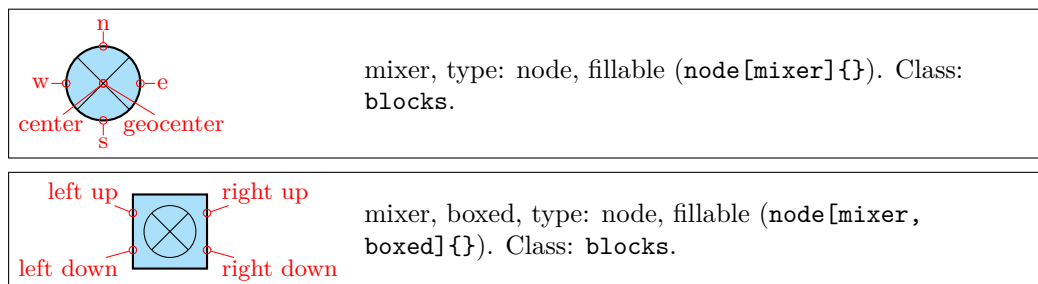 n
w
e
center
geocenter
s
mixer, type: node, fillable (node[mixer]{}). Class:
blocks.
left up
right up
left down
right down
mixer, boxed, type: node, fillable (node[mixer,
boxed]{}). Class: blocks.